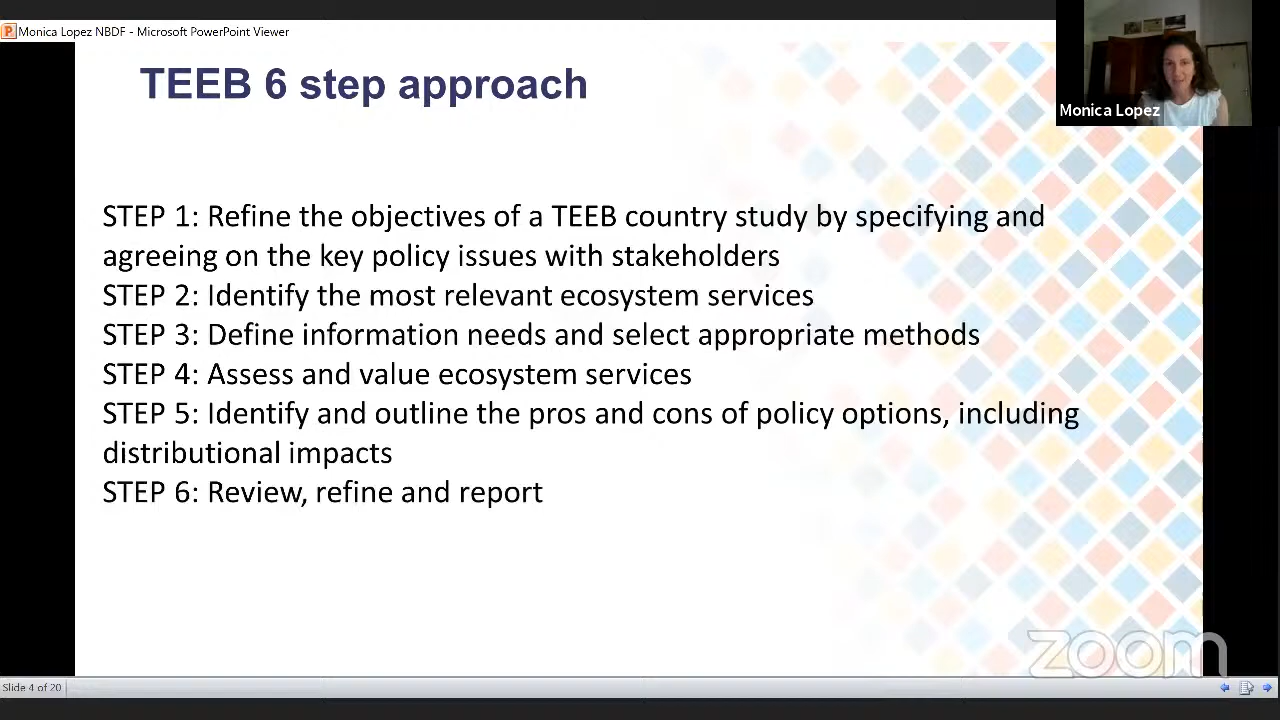 Monica Lopez NBDF - Microsoft PowerPoint Viewer
TEEB 6 step approach
Monica Lopez
STEP 1: Refine the objectives of a TEEB country study by specifying and
agreeing on the key policy issues with stakeholders
STEP 2: Identify the most relevant ecosystem services
STEP 3: Define information needs and select appropriate methods
STEP 4: Assess and value ecosystem services
STEP 5: Identify and outline the pros and cons of policy options, including
distributional impacts
STEP 6: Review, refine and report
zoom
Slide 4 of 20